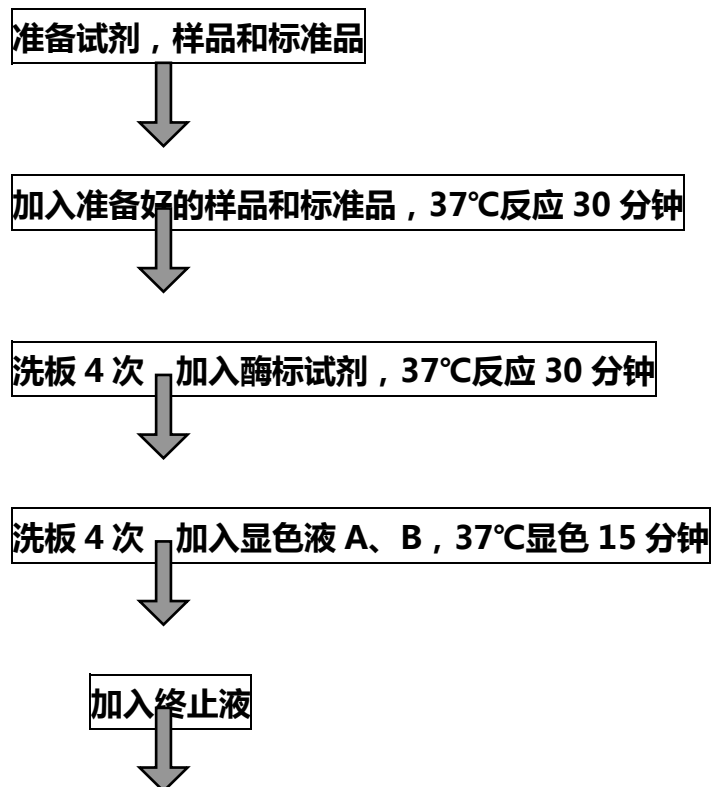 准备试剂，样品和标准品
加入准备好的样品和标准品，37℃反应 30 分钟
洗板 4 次 加入酶标试剂，37℃反应 30 分钟
洗板 4 次 加入显色液 A、B，37℃显色 15 分钟
加入终止液